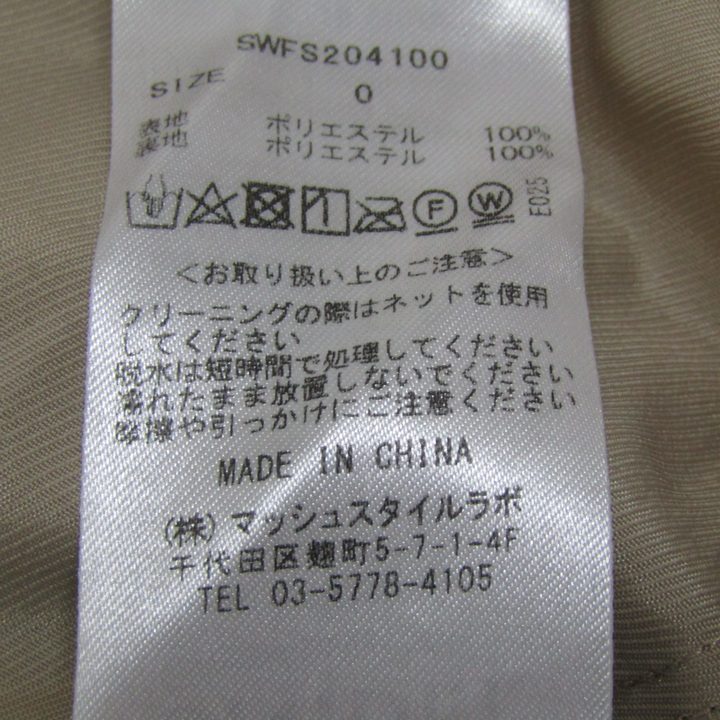 SWFS204100
SIZE 0
表地 ポリエステル 100%
裏地 ポリエステル 100%
F W E025
<お取り扱い上のご注意>
クリーニングの際はネットを使用
してください
脱水は短時間で処理してください
濡れたまま放置しないでください
摩擦や引っかけにご注意ください
MADE IN CHINA
(株)マッシュスタイルラボ
千代田区麹町5-7-1-4F
TEL 03-5778-4105